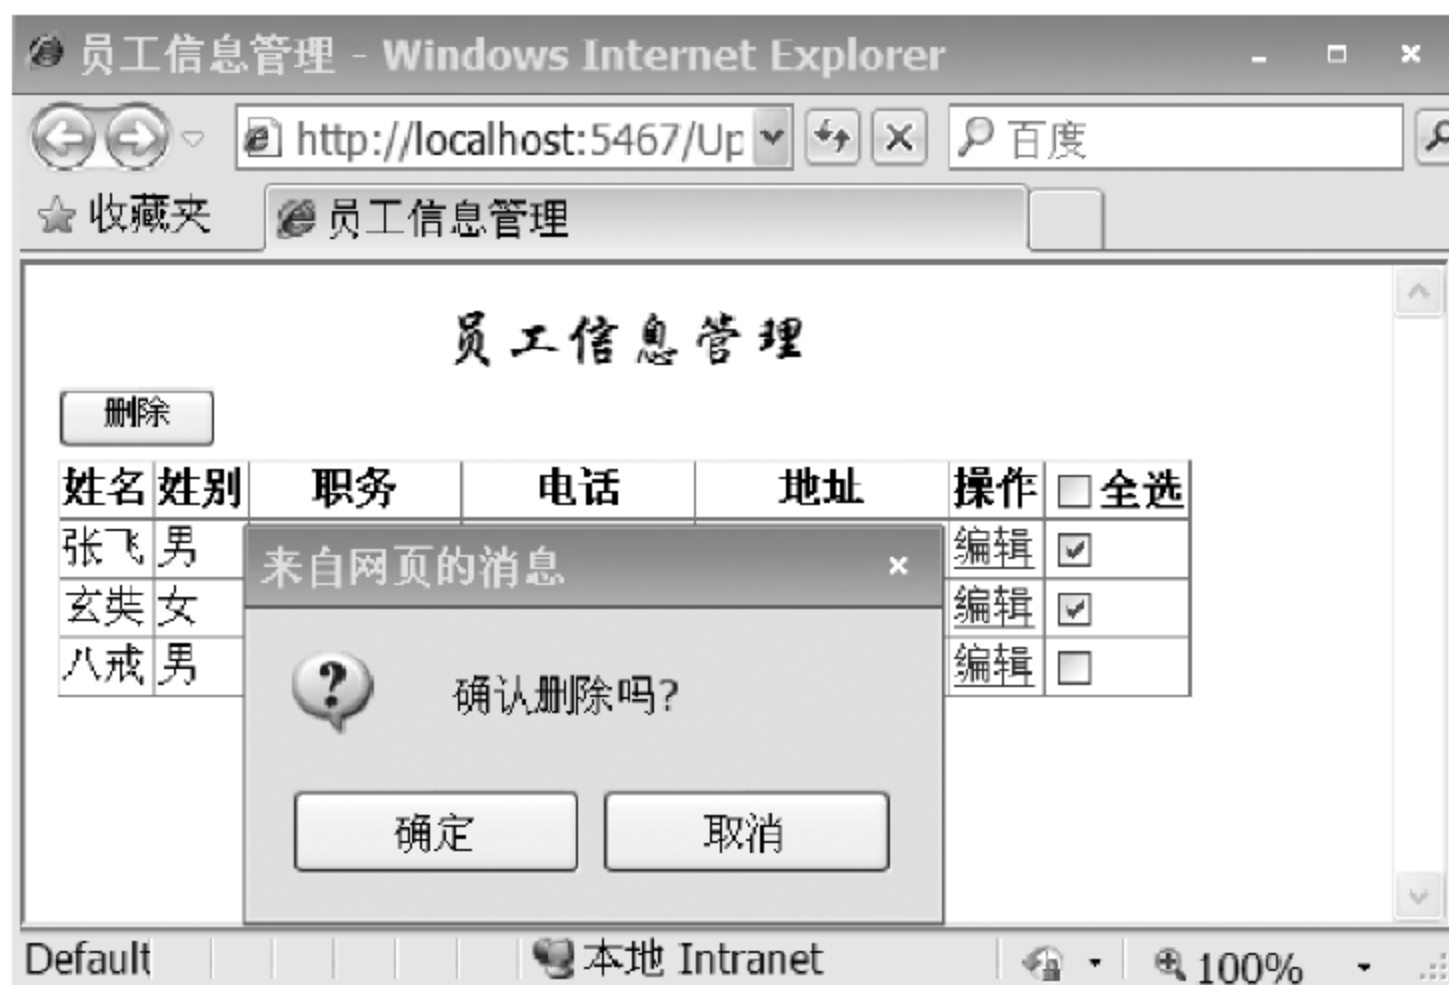 员工信息管理 - Windows Internet Explorer
http://localhost:5467/Up
百度
收藏夹
员工信息管理
员工信息管理
删除
姓名 姓别 职务 电话 地址 操作 全选
张飞 男 编辑
玄奘 女 编辑
八戒 男 编辑
来自网页的消息
确认删除吗?
确定 取消
Default 本地 Intranet 100%